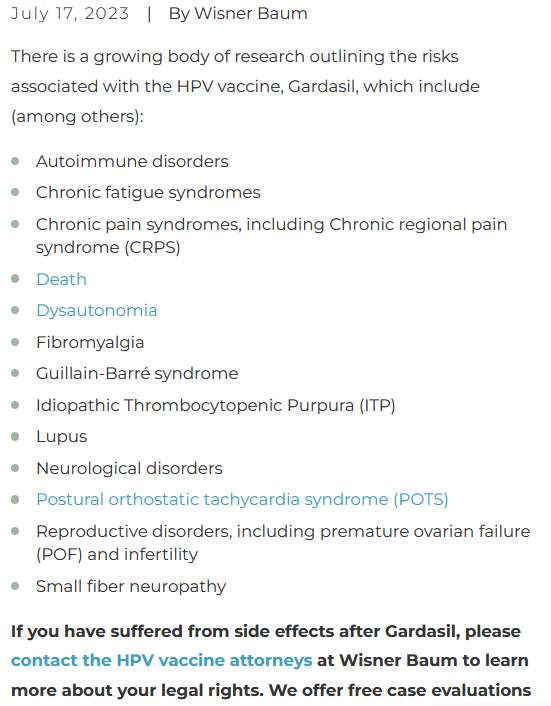 July 17, 2023 | By Wisner Baum
There is a growing body of research outlining the risks
associated with the HPV vaccine, Gardasil, which include
(among others):
Autoimmune disorders
Chronic fatigue syndromes
Chronic pain syndromes, including Chronic regional pain
syndrome (CRPS)
Death
Dysautonomia
Fibromyalgia
Guillain-Barré syndrome
Idiopathic Thrombocytopenic Purpura (ITP)
Lupus
Neurological disorders
Postural orthostatic tachycardia syndrome (POTS)
Reproductive disorders, including premature ovarian failure
(POF) and infertility
Small fiber neuropathy
If you have suffered from side effects after Gardasil, please
contact the HPV vaccine attorneys at Wisner Baum to learn
more about your legal rights. We offer free case evaluations